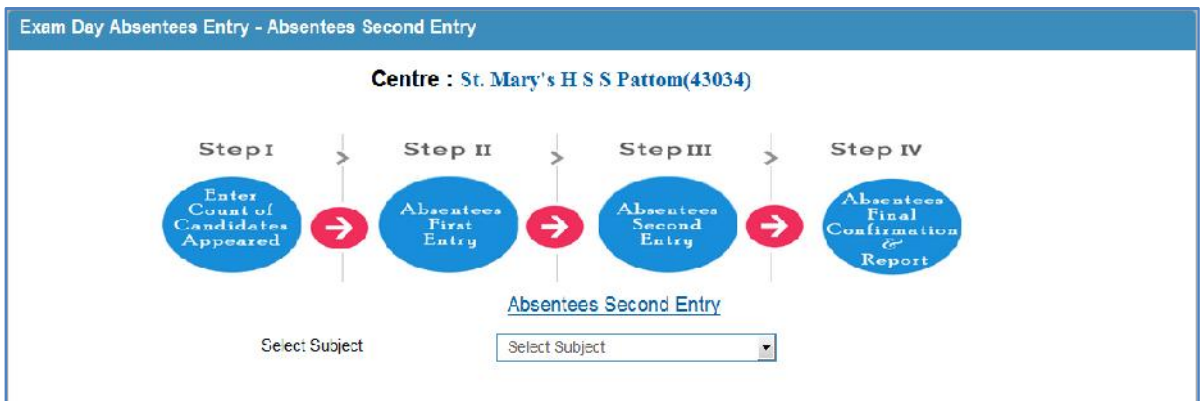 Exam Day Absentees Entry - Absentees Second Entry
Centre : St. Mary's H S S Pattom(43034)
Step I > Step II > Step III > Step IV
Enter
Count of
Candidates
Appeared
Absentees
First
Entry
Absentees
Second
Entry
Absentees
Final
Confirmation
&
Report
Absentees Second Entry
Select Subject
Select Subject